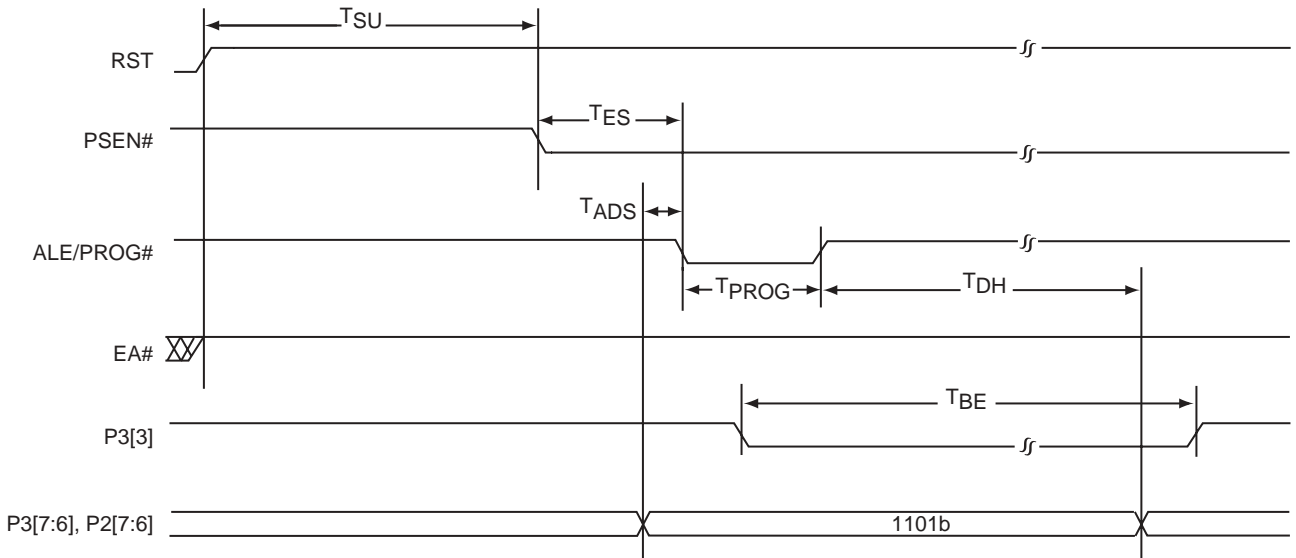 TSU
RST
TES
PSEN#
TADS
ALE/PROG#
TPROG
TDH
EA#
TBE
P3[3]
P3[7:6], P2[7:6]
1101b